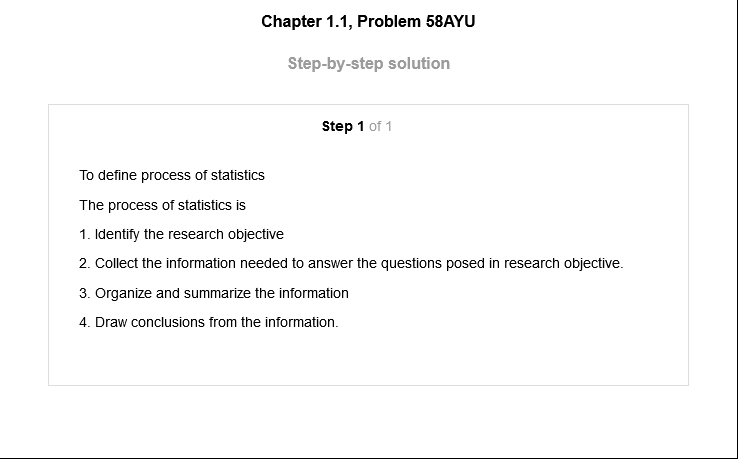 Chapter 1.1, Problem 58AYU
Step-by-step solution
Step 1 of 1
To define process of statistics
The process of statistics is
1. Identify the research objective
2. Collect the information needed to answer the questions posed in research objective.
3. Organize and summarize the information
4. Draw conclusions from the information.